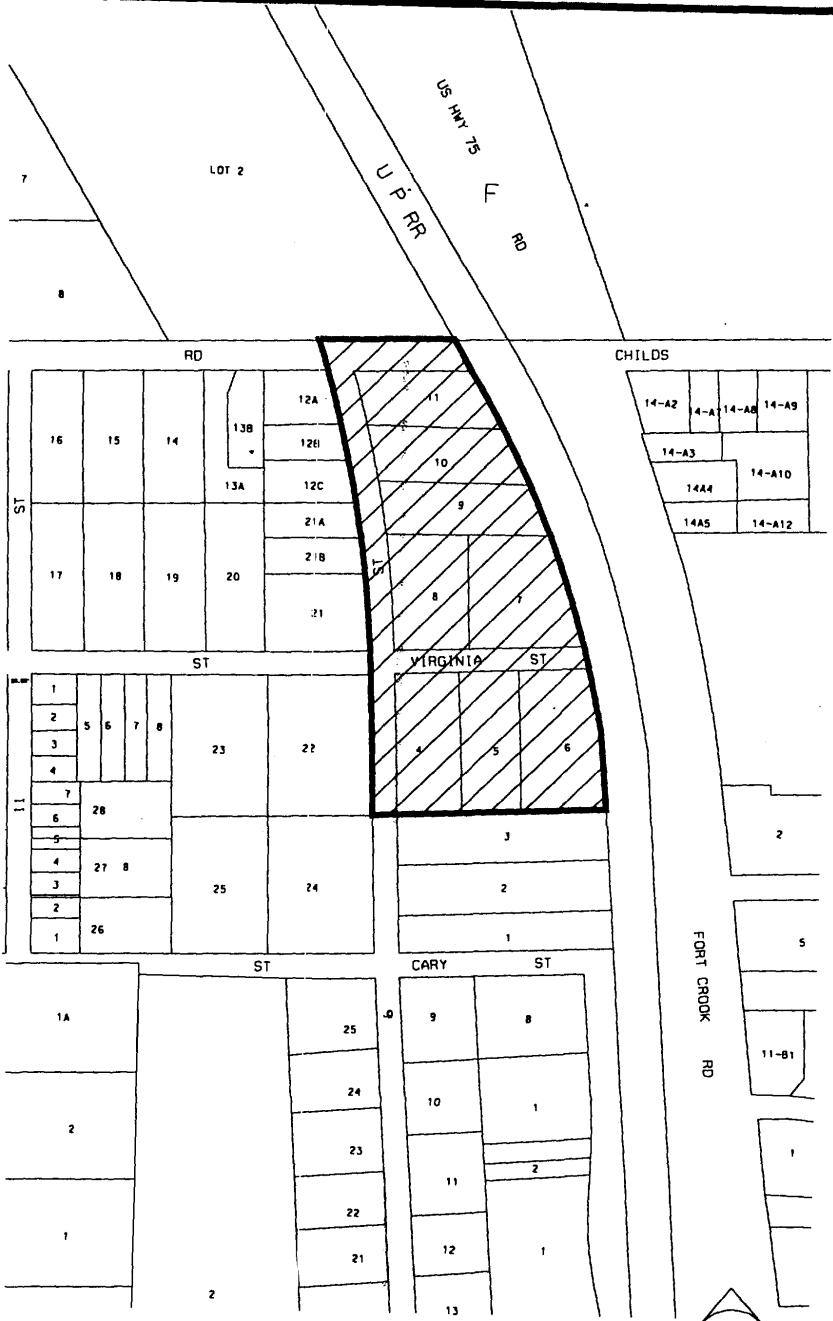 US HWY 75
F
RD
U P RR
LOT 2
7
8
RD
CHILDS
16
15
14
13B
13A
12A
12B
12C
21A
21B
21
11
10
9
8
7
ST
14-A2
14-A7
14-A8
14-A9
14-A3
14A4
14-A10
14A5
14-A12
ST
17
18
19
20
ST
VIRGINIA ST
1
2
3
4
5
6
7
8
23
22
4
5
6
7
6
5
4
3
2
1
28
27 8
26
11
25
24
3
2
1
2
5
ST
CARY ST
FORT CROOK RD
1A
2
1
2
25
24
23
22
21
9
10
11
12
13
8
1
2
1
11-B1
1